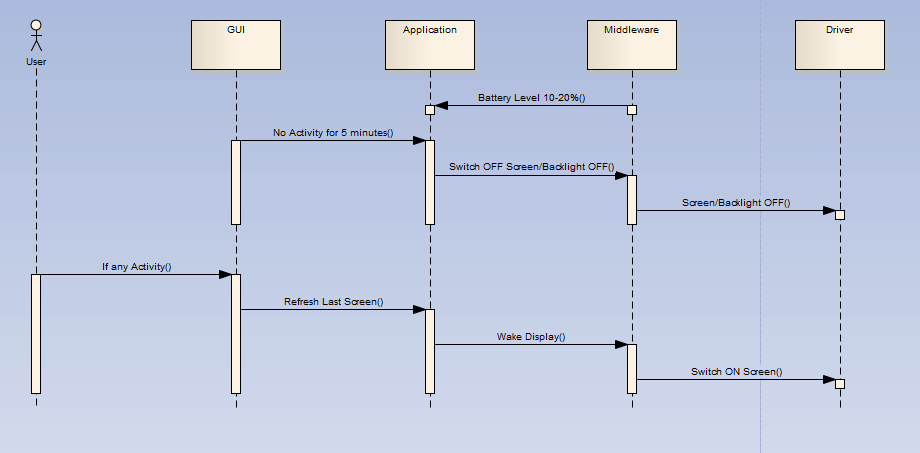 User
GUI
Application
Middleware
Driver
Battery Level 10-20%()
No Activity for 5 minutes()
Switch OFF Screen/Backlight OFF()
Screen/Backlight OFF()
If any Activity()
Refresh Last Screen()
Wake Display()
Switch ON Screen()